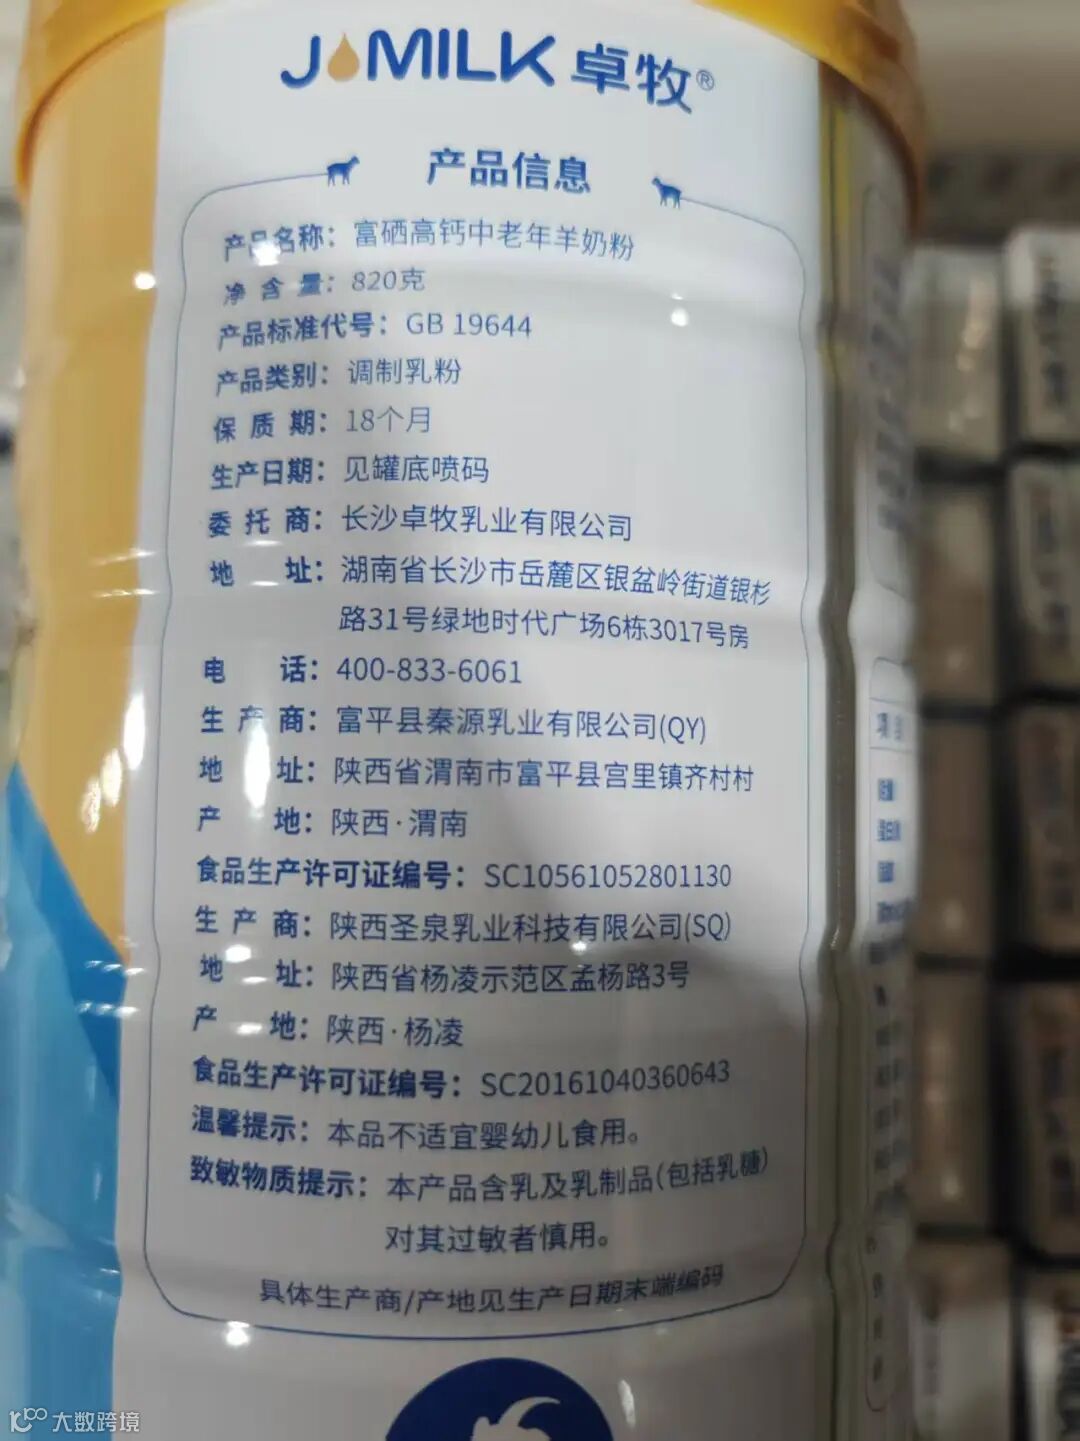 JMILK 卓牧®
产品信息
产品名称：富硒高钙中老年羊奶粉
净含量：820克
产品标准代号：GB 19644
产品类别：调制乳粉
保质期：18个月
生产日期：见罐底喷码
委托商：长沙卓牧乳业有限公司
地址：湖南省长沙市岳麓区银盆岭街道银杉
路31号绿地时代广场6栋3017号房
电话：400-833-6061
生产商：富平县秦源乳业有限公司(QY)
地址：陕西省渭南市富平县宫里镇齐村村
产地：陕西·渭南
食品生产许可证编号：SC10561052801130
生产商：陕西圣泉乳业科技有限公司(SQ)
地址：陕西省杨凌示范区孟杨路3号
产地：陕西·杨凌
食品生产许可证编号：SC20161040360643
温馨提示：本品不适宜婴幼儿食用。
致敏物质提示：本产品含乳及乳制品(包括乳糖)
对其过敏者慎用。
具体生产商/产地见生产日期末端编码
项目
能量
蛋白质
大数跨境